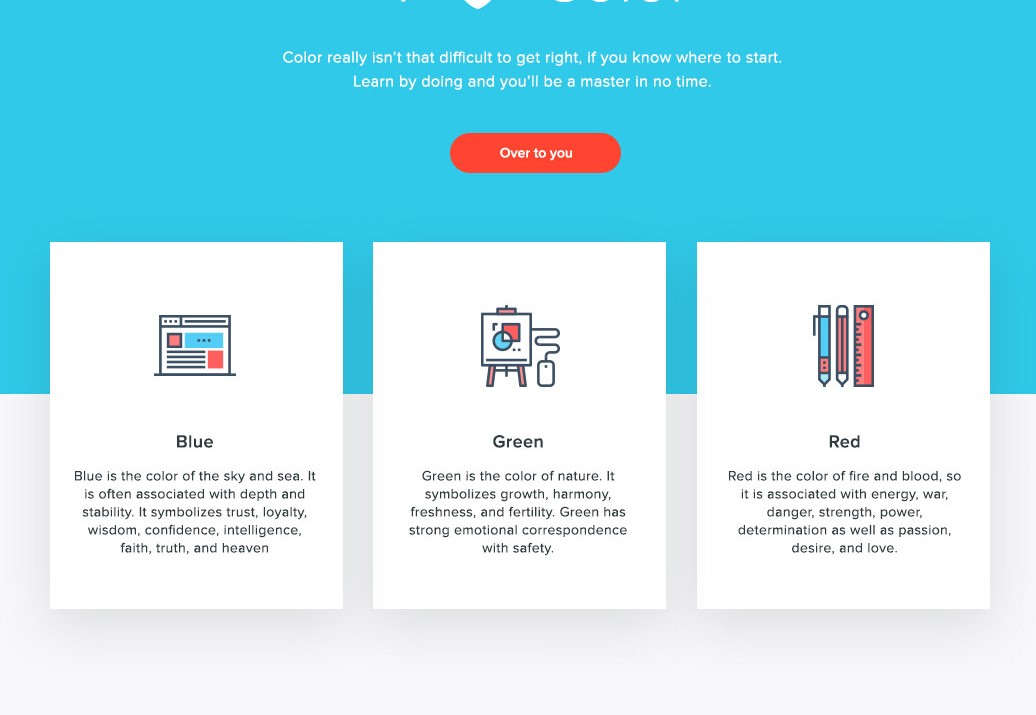 Color really isn't that difficult to get right, if you know where to start.
Learn by doing and you'll be a master in no time.
Over to you
Blue
Blue is the color of the sky and sea. It
is often associated with depth and
stability. It symbolizes trust, loyalty,
wisdom, confidence, intelligence,
faith, truth, and heaven
Green
Green is the color of nature. It
symbolizes growth, harmony,
freshness, and fertility. Green has
strong emotional correspondence
with safety.
Red
Red is the color of fire and blood, so
it is associated with energy, war,
danger, strength, power,
determination as well as passion,
desire, and love.